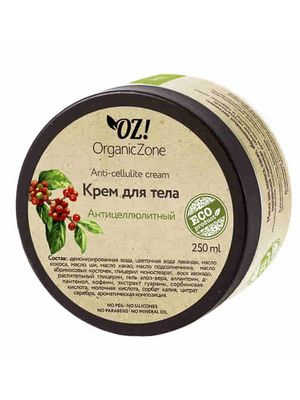 OZ!
OrganicZone
Anti-cellulite cream
Крем для тела
Антицеллюлитный
ECO
250 ml
Состав: деионизированная вода, цветочная вода лаванды, масло
кокоса, масло ши, масло какао, масло подсолнечника, масло
абрикосовых косточек, глицерил моностеарат, воск авокадо,
растительный глицерин, гель алоэ-вера, аллантоин, д-
пантенол, кофеин, экстракт гуараны, сорбиновая
кислота, молочная кислота, сорбат калия, цитрат
серебра, ароматическая композиция.
NO PEG • NO SILICONES
NO PARABENS • NO MINERAL OIL